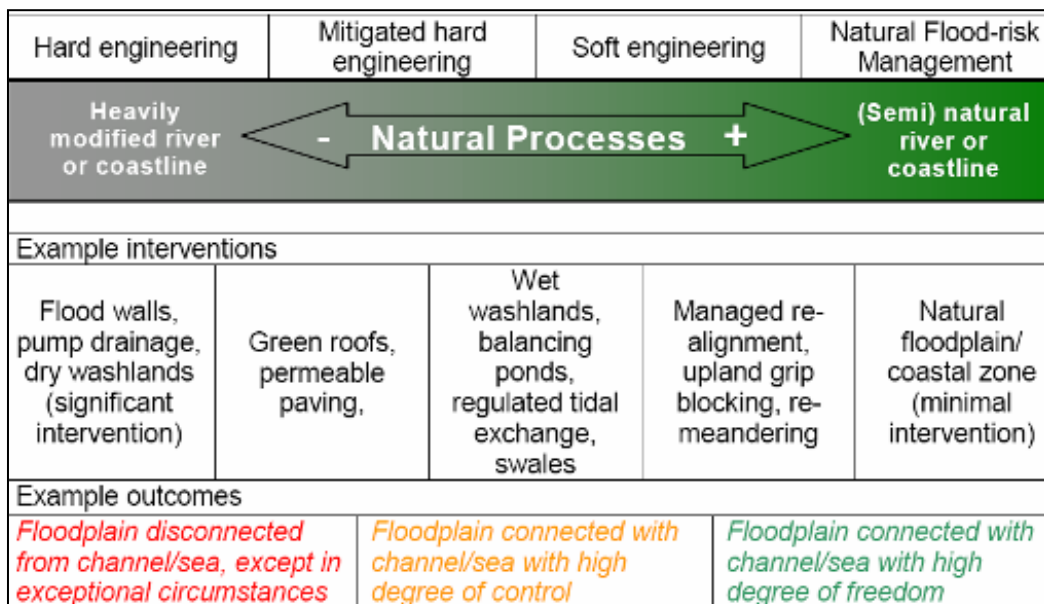 Hard engineering
Mitigated hard
engineering
Soft engineering
Natural Flood-risk
Management
Heavily
modified river
or coastline
- Natural Processes +
(Semi) natural
river or
coastline
Example interventions
Flood walls,
pump drainage,
dry washlands
(significant
intervention)
Green roofs,
permeable
paving,
Wet
washlands,
balancing
ponds,
regulated tidal
exchange,
swales
Managed re-
alignment,
upland grip
blocking, re-
meandering
Natural
floodplain/
coastal zone
(minimal
intervention)
Example outcomes
Floodplain disconnected
from channel/sea, except in
exceptional circumstances
Floodplain connected with
channel/sea with high
degree of control
Floodplain connected with
channel/sea with high
degree of freedom